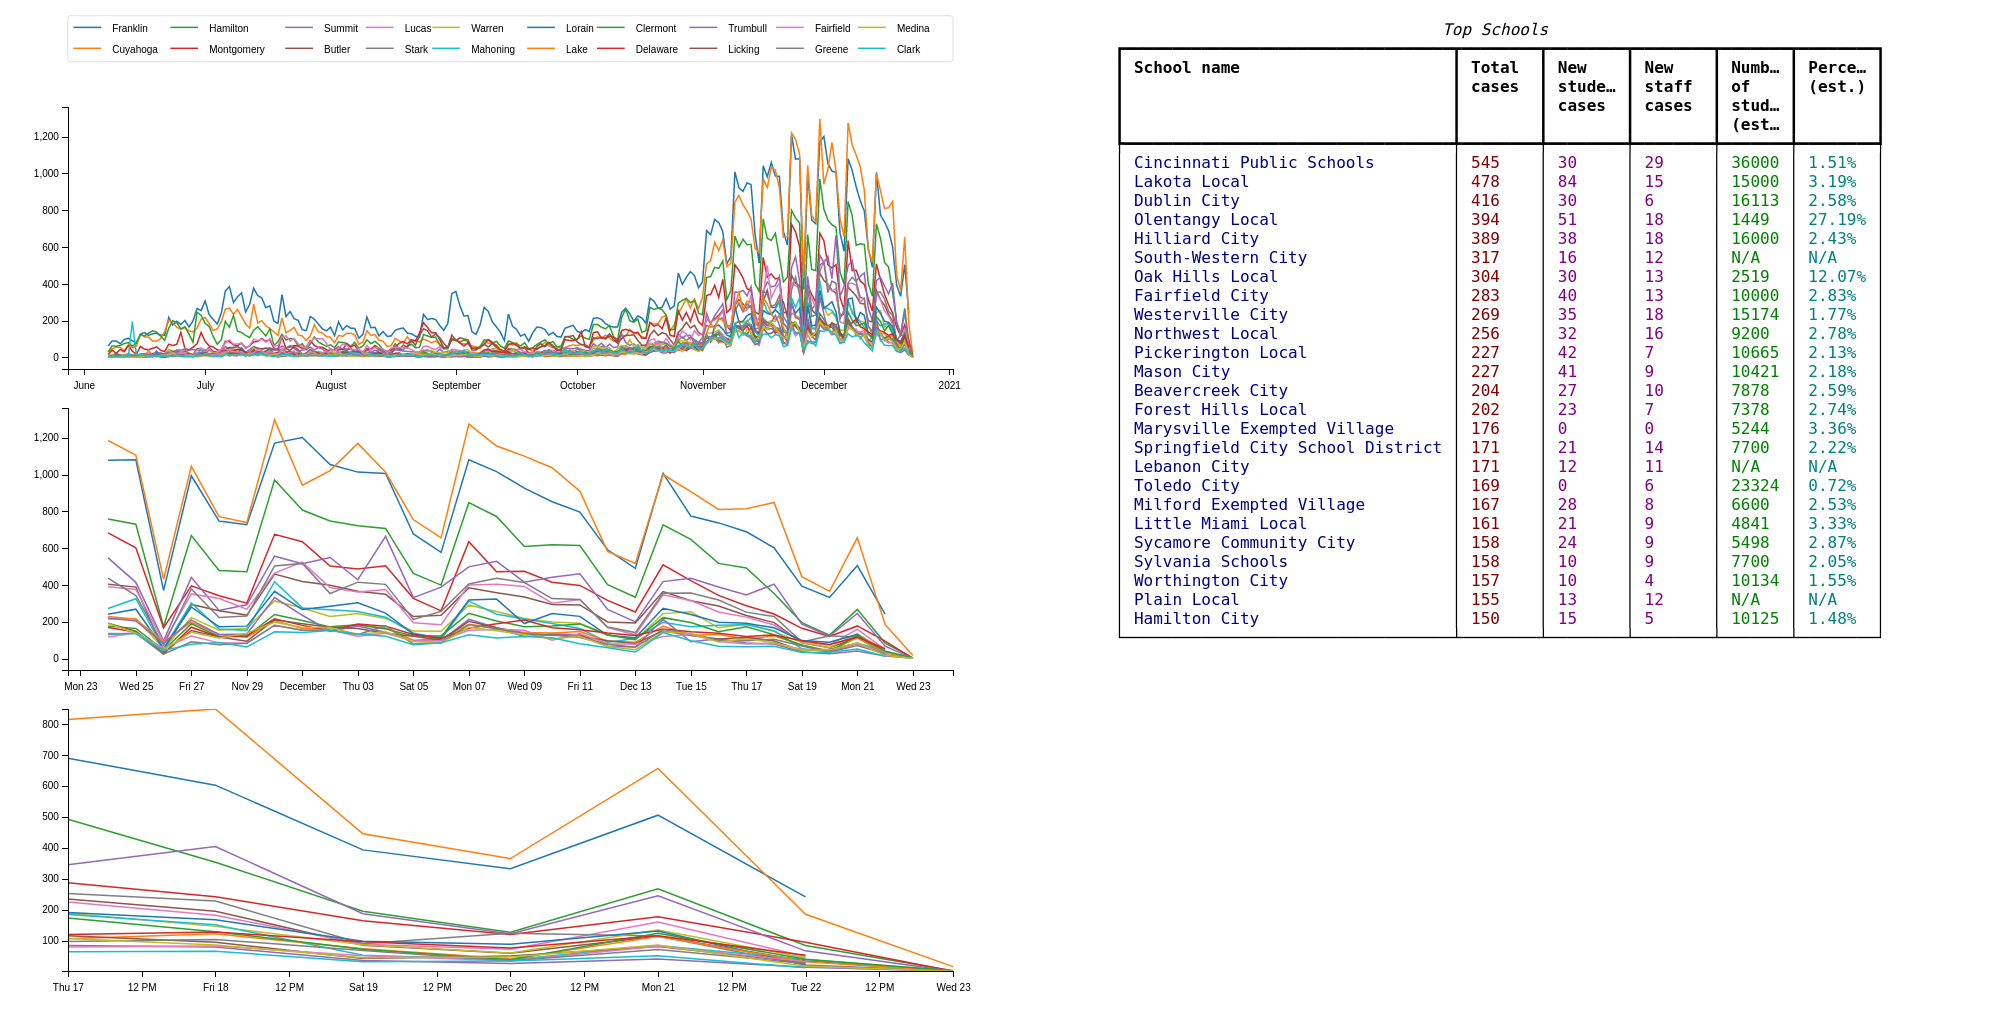 Franklin Hamilton Summit Lucas Warren Lorain Clermont Trumbull Fairfield Medina
Cuyahoga Montgomery Butler Stark Mahoning Lake Delaware Licking Greene Clark
1,200
1,000
800
600
400
200
0
June July August September October November December 2021
1,200
1,000
800
600
400
200
0
Mon 23 Wed 25 Fri 27 Nov 29 December Thu 03 Sat 05 Mon 07 Wed 09 Fri 11 Dec 13 Tue 15 Thu 17 Sat 19 Mon 21 Wed 23
800
700
600
500
400
300
200
100
Thu 17 12 PM Fri 18 12 PM Sat 19 12 PM Dec 20 12 PM Mon 21 12 PM Tue 22 12 PM Wed 23
Top Schools
School name Total New New Numb… Perce…
cases stude… staff of (est.)
cases cases stud…
(est…
Cincinnati Public Schools 545 30 29 36000 1.51%
Lakota Local 478 84 15 15000 3.19%
Dublin City 416 30 6 16113 2.58%
Olentangy Local 394 51 18 1449 27.19%
Hilliard City 389 38 18 16000 2.43%
South-Western City 317 16 12 N/A N/A
Oak Hills Local 304 30 13 2519 12.07%
Fairfield City 283 40 13 10000 2.83%
Westerville City 269 35 18 15174 1.77%
Northwest Local 256 32 16 9200 2.78%
Pickerington Local 227 42 7 10665 2.13%
Mason City 227 41 9 10421 2.18%
Beavercreek City 204 27 10 7878 2.59%
Forest Hills Local 202 23 7 7378 2.74%
Marysville Exempted Village 176 0 0 5244 3.36%
Springfield City School District 171 21 14 7700 2.22%
Lebanon City 171 12 11 N/A N/A
Toledo City 169 0 6 23324 0.72%
Milford Exempted Village 167 28 8 6600 2.53%
Little Miami Local 161 21 9 4841 3.33%
Sycamore Community City 158 24 9 5498 2.87%
Sylvania Schools 158 10 9 7700 2.05%
Worthington City 157 10 4 10134 1.55%
Plain Local 155 13 12 N/A N/A
Hamilton City 150 15 5 10125 1.48%